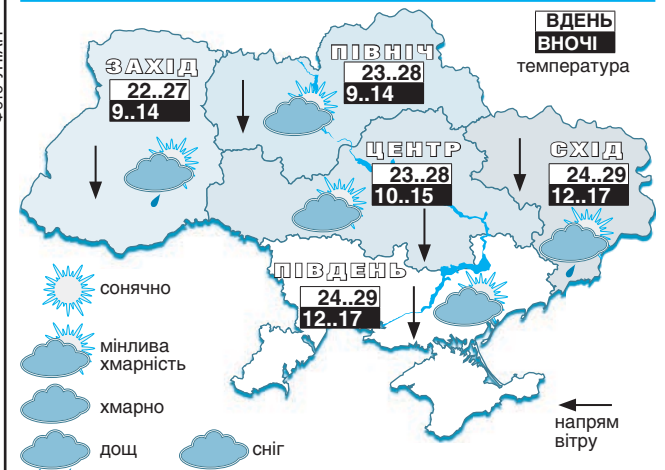 ВДЕНЬ
ВНОЧІ
температура
ПІВНІЧ
23..28
9..14
ЗАХІД
22..27
9..14
ЦЕНТР
23..28
10..15
СХІД
24..29
12..17
ПІВДЕНЬ
24..29
12..17
сонячно
мінлива
хмарність
хмарно
дощ
сніг
напрям
вітру